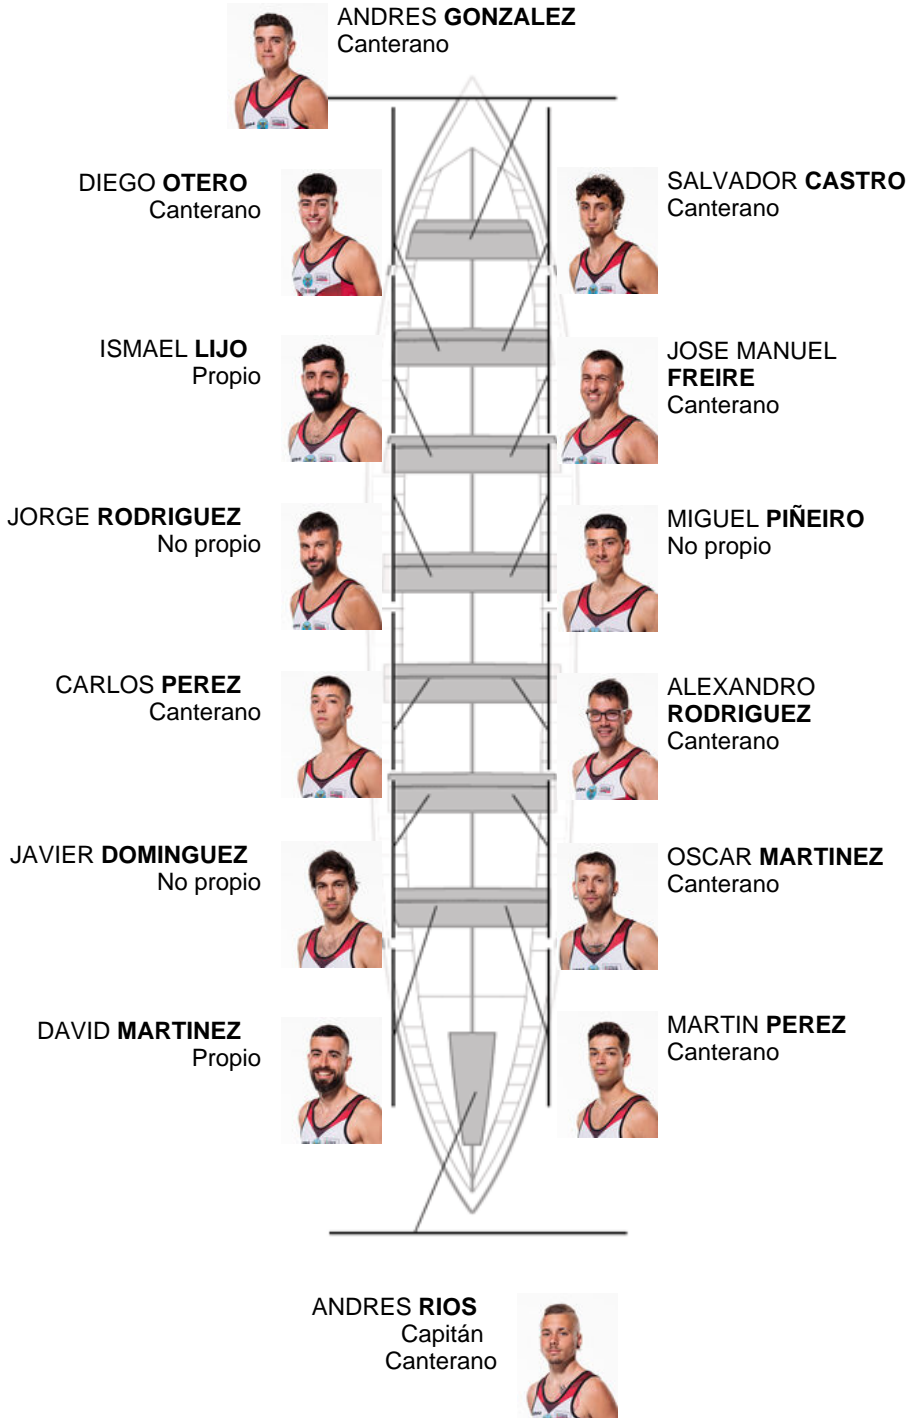 ANDRES GONZALEZ
Canterano
DIEGO OTERO
Canterano
SALVADOR CASTRO
Canterano
ISMAEL LIJO
Propio
JOSE MANUEL
FREIRE
Canterano
JORGE RODRIGUEZ
No propio
MIGUEL PIÑEIRO
No propio
CARLOS PEREZ
Canterano
ALEXANDRO
RODRIGUEZ
Canterano
JAVIER DOMINGUEZ
No propio
OSCAR MARTINEZ
Canterano
DAVID MARTINEZ
Propio
MARTIN PEREZ
Canterano
ANDRES RIOS
Capitán
Canterano